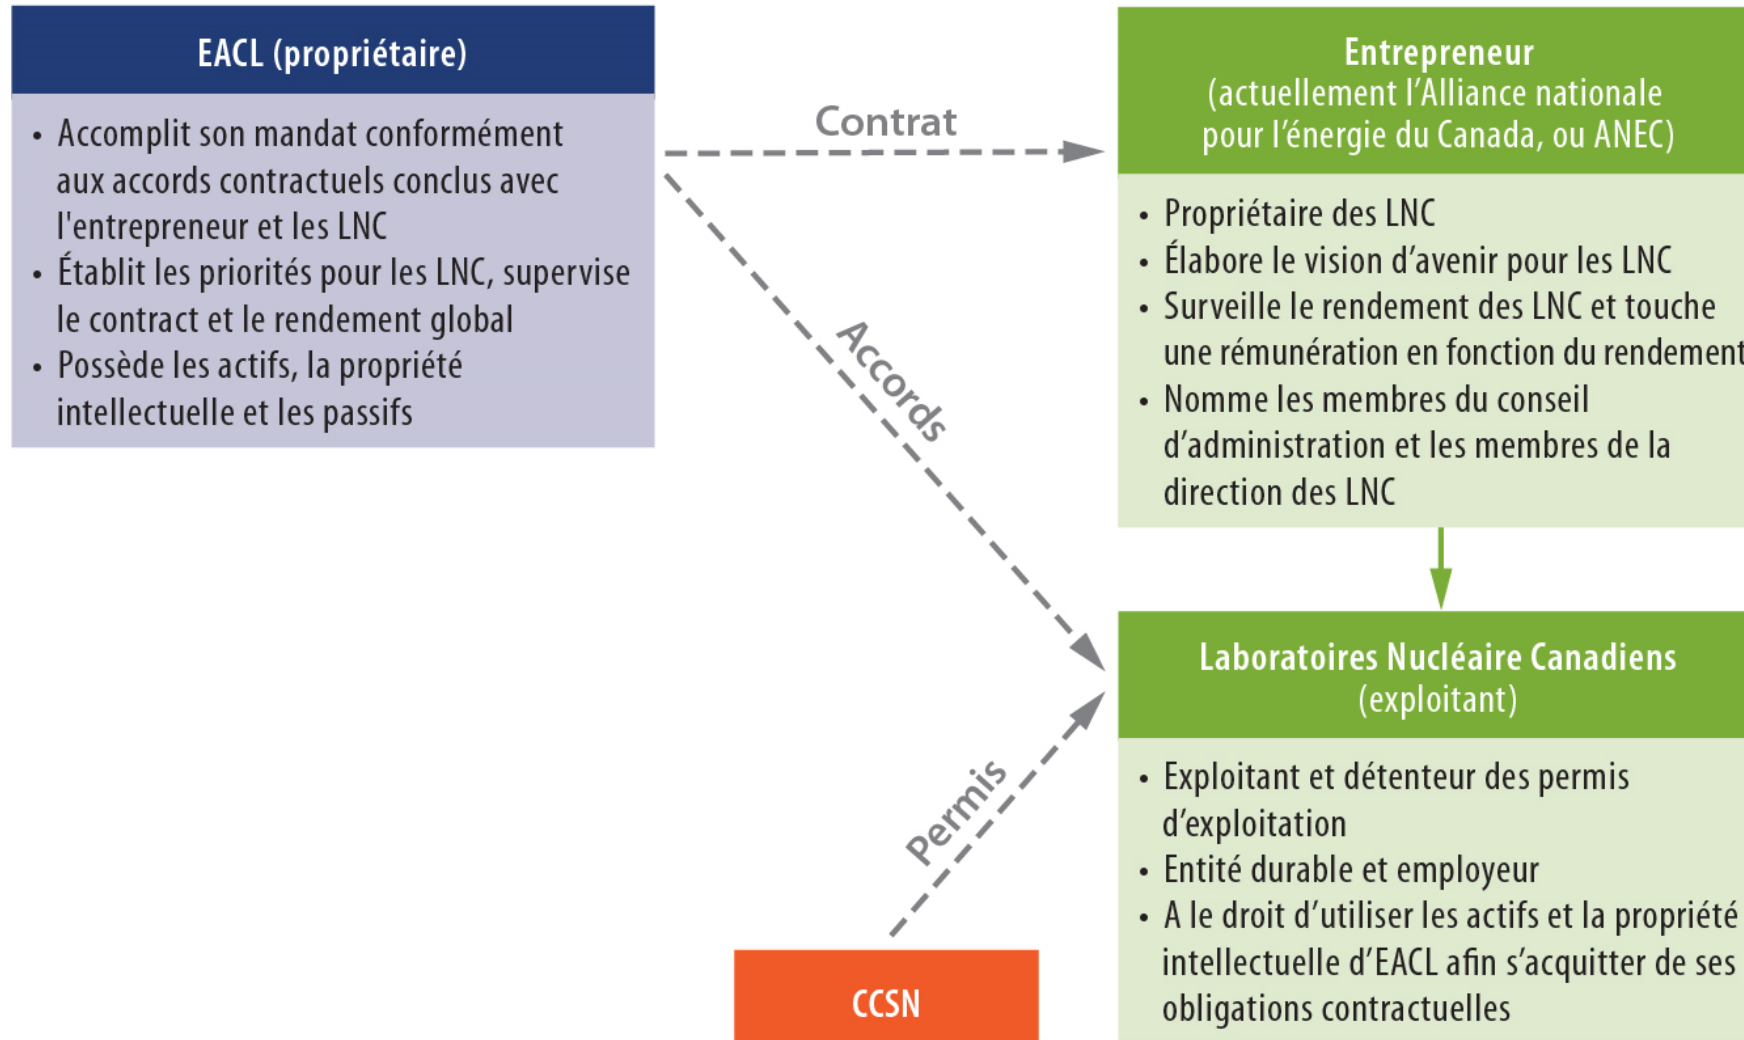 EACL (propriétaire)
• Accomplit son mandat conformément
aux accords contractuels conclus avec
l'entrepreneur et les LNC
• Établit les priorités pour les LNC, supervise
le contract et le rendement global
• Possède les actifs, la propriété
intellectuelle et les passifs
Contrat
Accords
Permis
CCSN
Entrepreneur
(actuellement l’Alliance nationale
pour l’énergie du Canada, ou ANEC)
• Propriétaire des LNC
• Élabore le vision d’avenir pour les LNC
• Surveille le rendement des LNC et touche
une rémunération en fonction du rendement
• Nomme les membres du conseil
d’administration et les membres de la
direction des LNC
Laboratoires Nucléaire Canadiens
(exploitant)
• Exploitant et détenteur des permis
d’exploitation
• Entité durable et employeur
• A le droit d’utiliser les actifs et la propriété
intellectuelle d’EACL afin s’acquitter de ses
obligations contractuelles